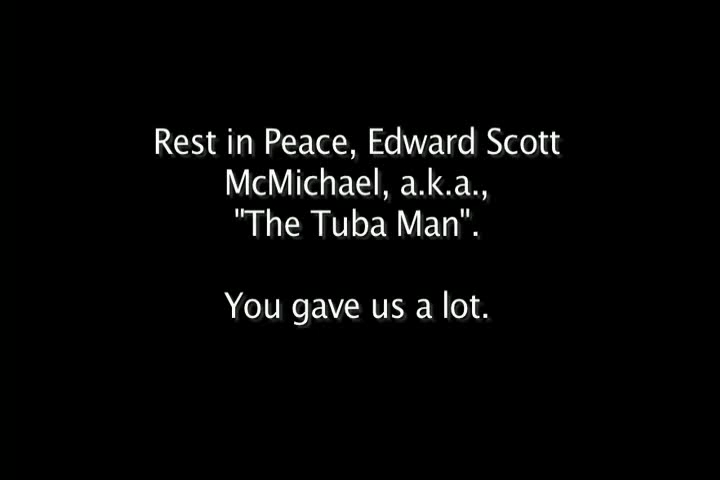 Rest in Peace, Edward Scott
McMichael, a.k.a.,
"The Tuba Man".
You gave us a lot.